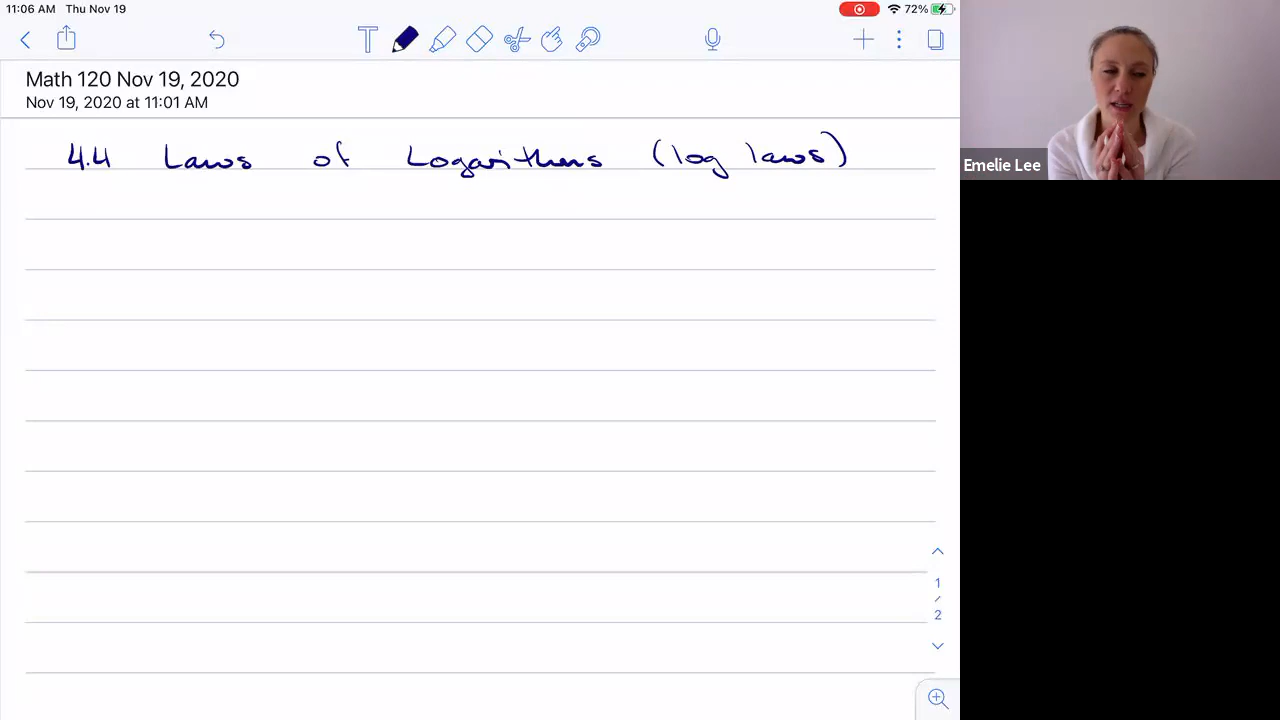 11:06 AM Thu Nov 19 72%
T
Math 120 Nov 19, 2020
Nov 19, 2020 at 11:01 AM
4.4 Laws of Logarithms (log laws)
Emelie Lee
1
/
2